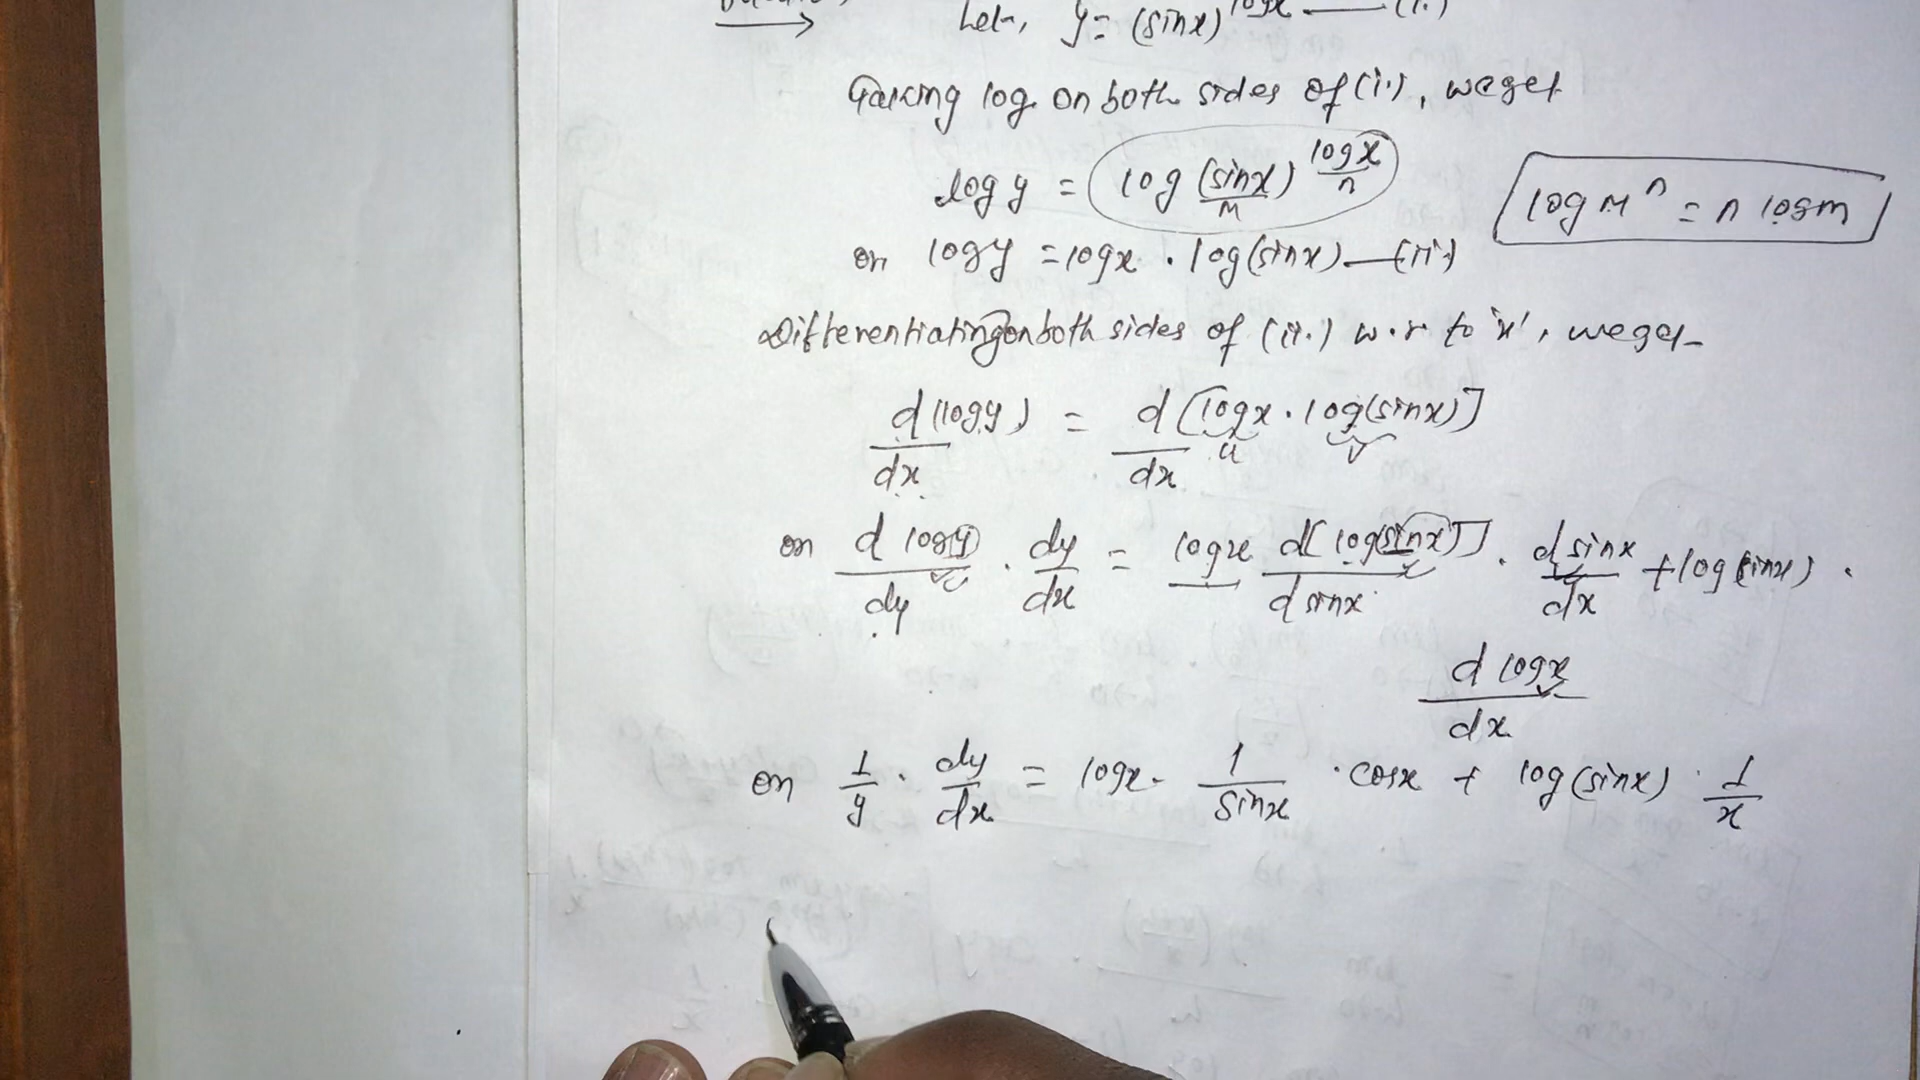 Let, y = (sinx)^logx —— (i.)
Taking log on both sides of (i.), we get
log y = log (sinx)^logx
M n
log M^n = n log m
or log y = logx . log(sinx) — (ii.)
Differentiating on both sides of (ii.) w.r to 'x', we get
d(logy)/dx = d[logx . log(sinx)]/dx
u v
or d logy/dy . dy/dx = logx d[log(sinx)]/d sinx . d sinx/dx + log(sinx) .
d logx/dx
or 1/y . dy/dx = logx . 1/sinx . cosx + log(sinx) . 1/x